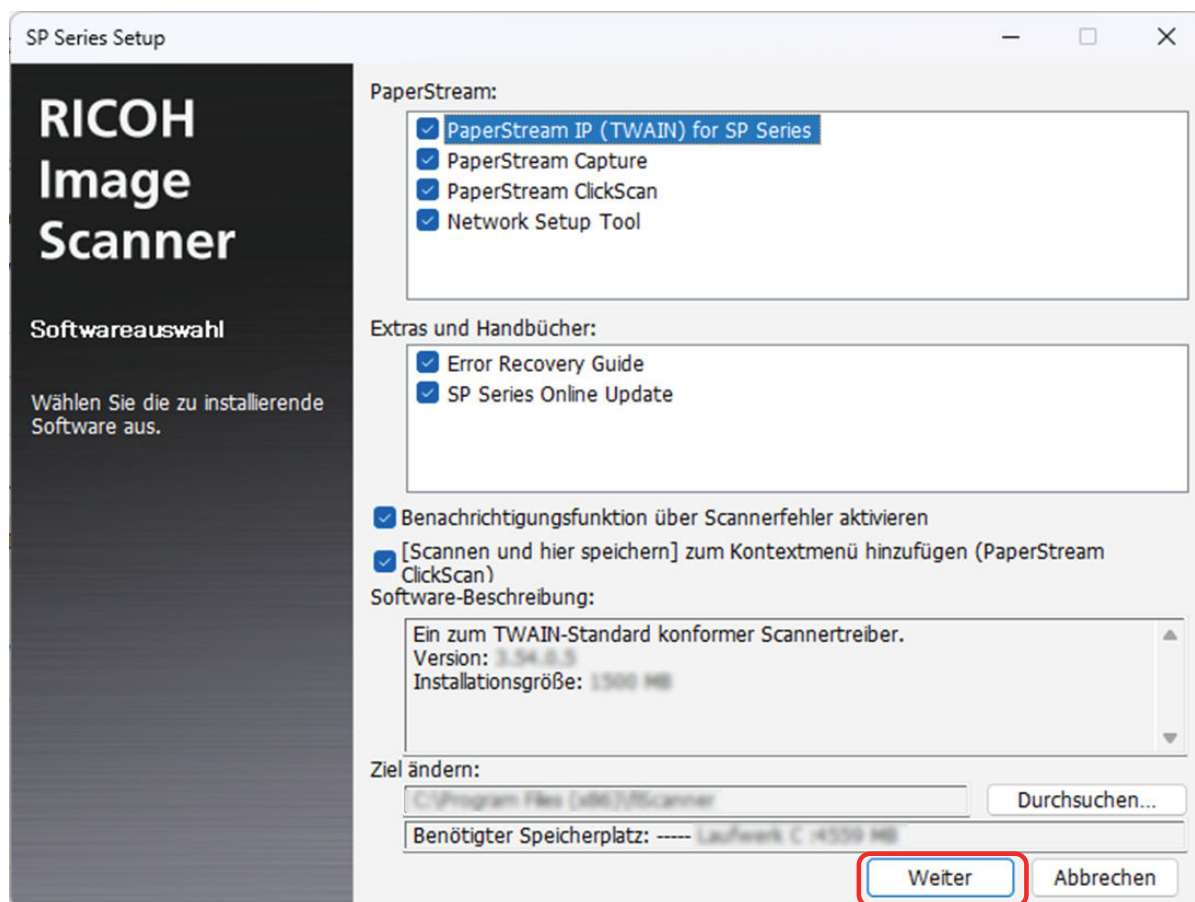 SP Series Setup
RICOH
Image
Scanner
Softwareauswahl
Wählen Sie die zu installierende
Software aus.
PaperStream:
PaperStream IP (TWAIN) for SP Series
PaperStream Capture
PaperStream ClickScan
Network Setup Tool
Extras und Handbücher:
Error Recovery Guide
SP Series Online Update
Benachrichtigungsfunktion über Scannerfehler aktivieren
[Scannen und hier speichern] zum Kontextmenü hinzufügen (PaperStream
ClickScan)
Software-Beschreibung:
Ein zum TWAIN-Standard konformer Scannertreiber.
Version:
Installationsgröße:
Ziel ändern:
Durchsuchen...
Benötigter Speicherplatz: -----
Weiter
Abbrechen